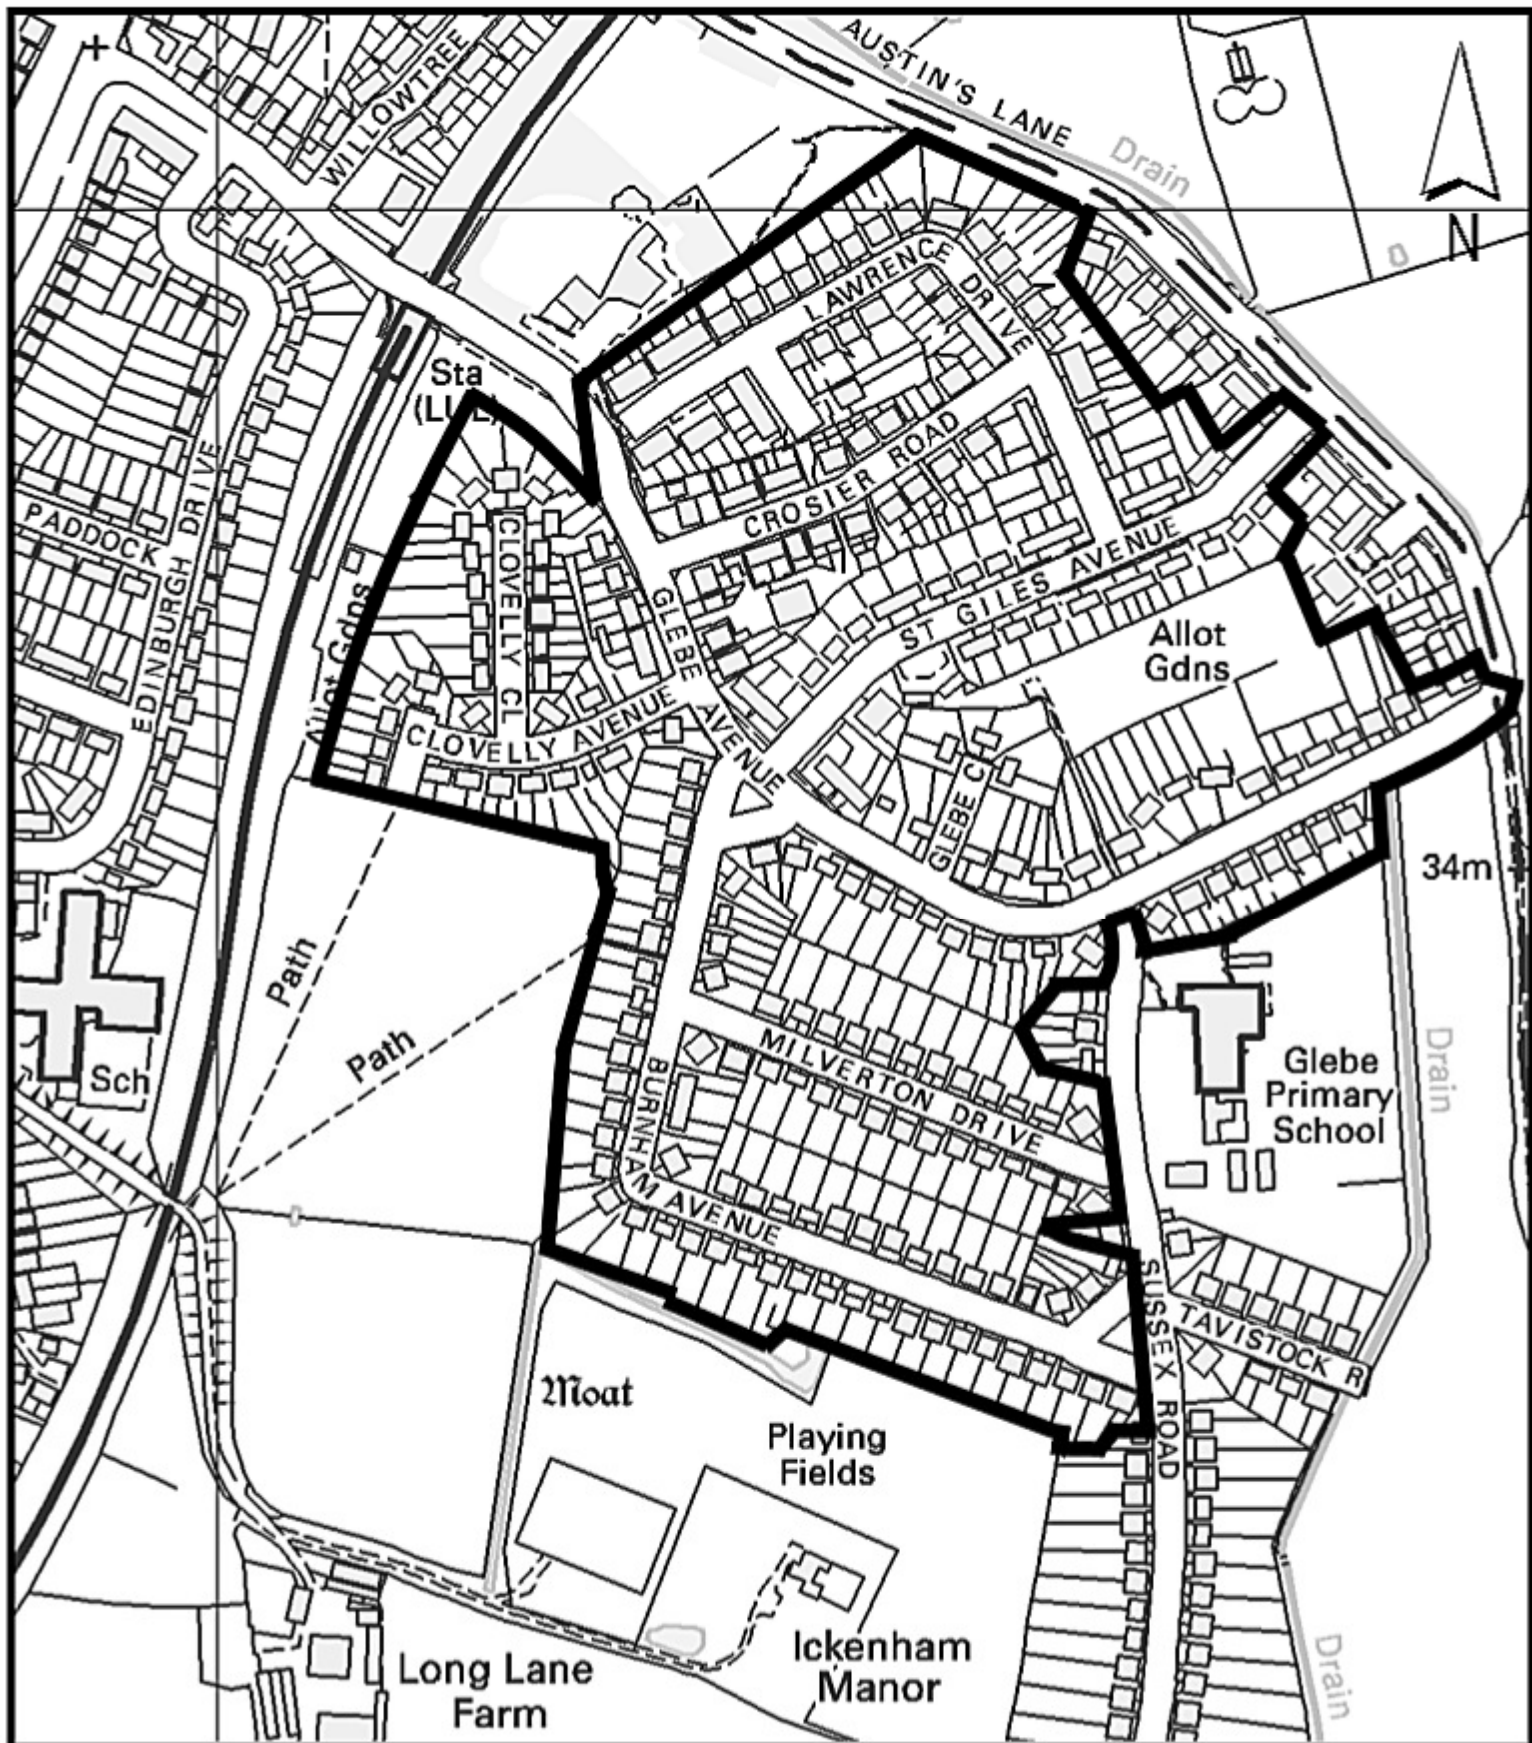 AUSTIN'S LANE
WILLOWTREE
Drain
N
LAWRENCE DRIVE
Sta
PADDOCK
EDINBURGH DRIVE
CROSIER ROAD
CLOVELLY CL
Allot Gdns
GLEBE AVENUE
ST GILES AVENUE
Allot
Gdns
CLOVELLY AVENUE
GLEBE C
34m
Path
Path
Sch
BURNHAM AVENUE
MILVERTON DRIVE
Glebe
Primary
School
Drain
SUSSEX ROAD
TAVISTOCK R
Moat
Playing
Fields
Ickenham
Manor
Long Lane
Farm
Drain